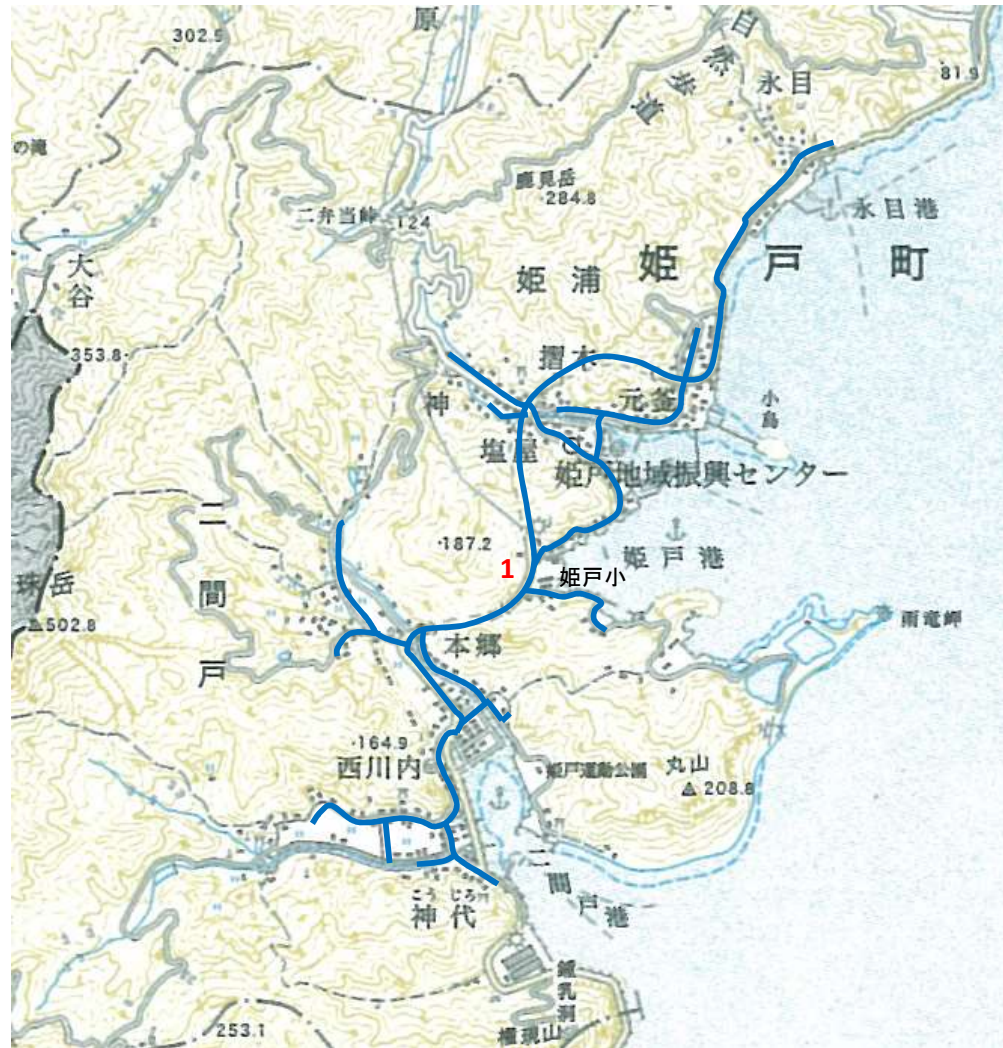 原
302.9
自然歩道
永目
81.9
の滝
鹿見岳
284.8
永目港
二弁当峠
124
大谷
姫戸町
姫浦
353.8
摺木
神
元釜
小島
塩屋
姫戸地域振興センター
187.2
姫戸港
1
姫戸小
二間戸
珠岳
502.8
雨竜岬
本郷
164.9
西川内
姫戸運動公園
丸山
208.8
二間戸港
こうじろ
神代
鍾乳洞
権現山
253.1